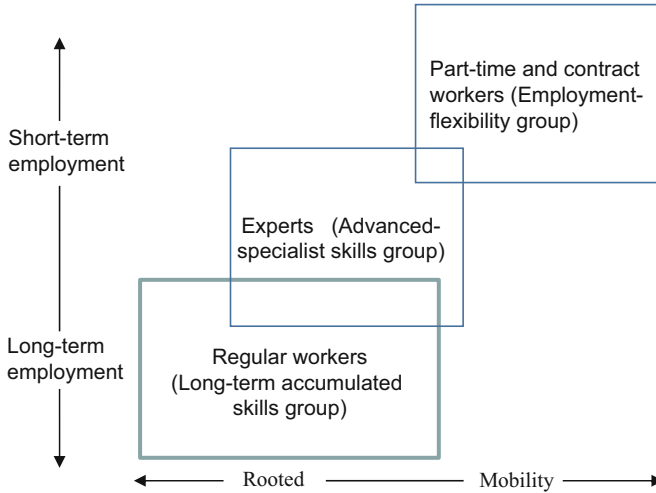 Part-time and contract
workers (Employment-
flexibility group)
Short-term
employment
Experts (Advanced-
specialist skills group)
Long-term
employment
Regular workers
(Long-term accumulated
skills group)
Rooted
Mobility